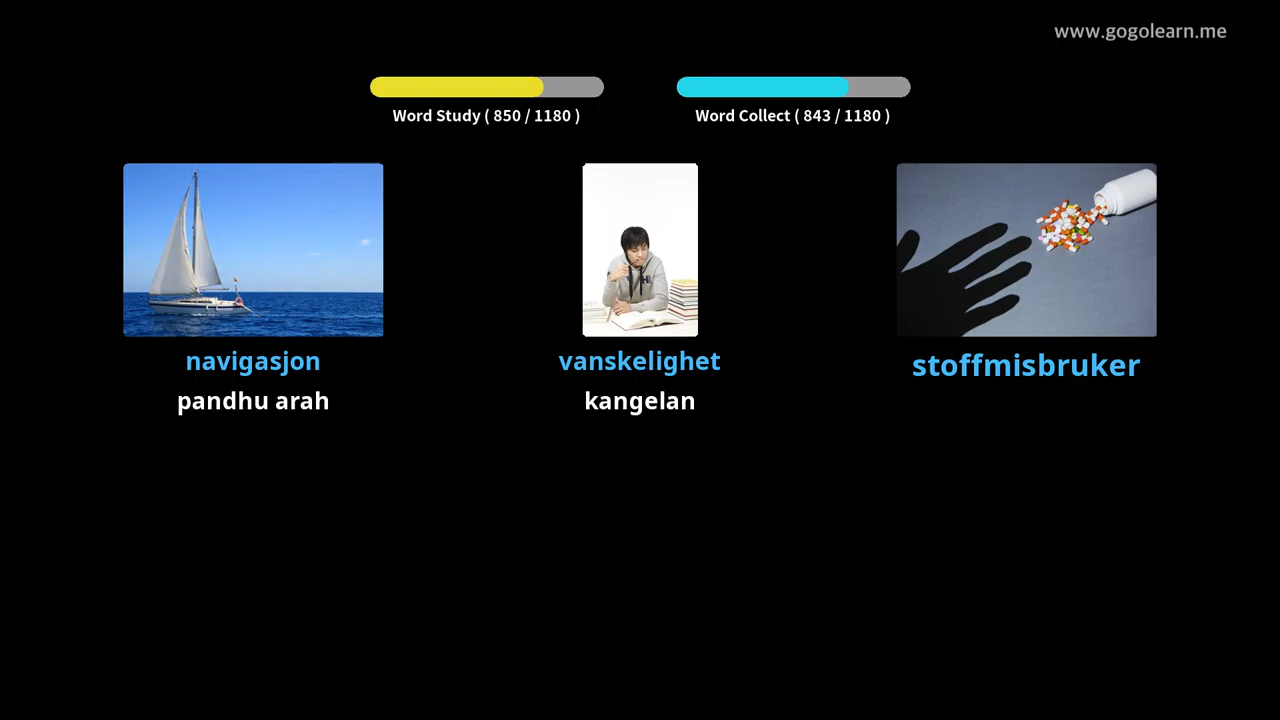 www.gogolearn.me
Word Study ( 850 / 1180 )
Word Collect ( 843 / 1180 )
navigasjon
pandhu arah
vanskelighet
kangelan
stoffmisbruker